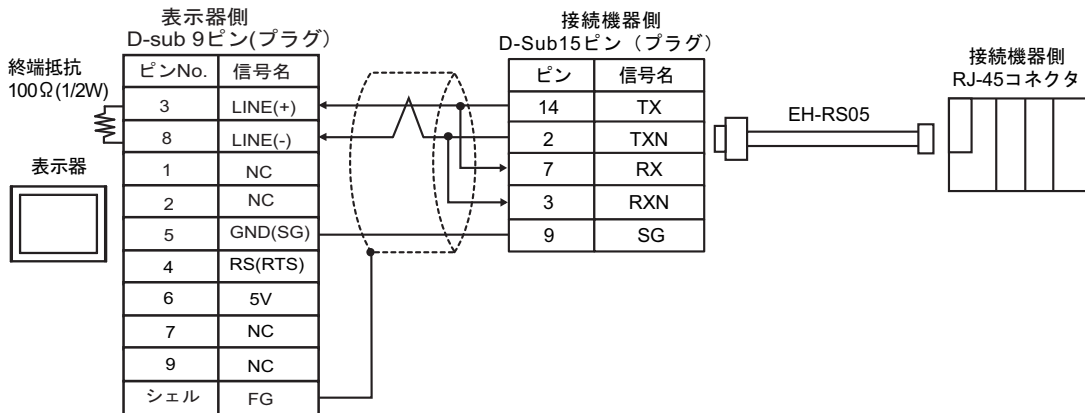 表示器側
D-sub 9ピン(プラグ)
接続機器側
D-Sub15ピン（プラグ）
接続機器側
RJ-45コネクタ
終端抵抗
100Ω(1/2W)
表示器
ピンNo. 信号名
3 LINE(+)
8 LINE(-)
1 NC
2 NC
5 GND(SG)
4 RS(RTS)
6 5V
7 NC
9 NC
シェル FG
ピン 信号名
14 TX
2 TXN
7 RX
3 RXN
9 SG
EH-RS05